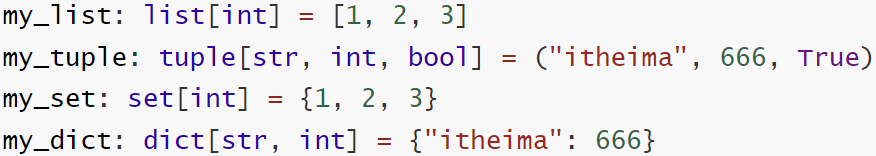 my_list: list[int] = [1, 2, 3]
my_tuple: tuple[str, int, bool] = ("itheima", 666, True)
my_set: set[int] = {1, 2, 3}
my_dict: dict[str, int] = {"itheima": 666}